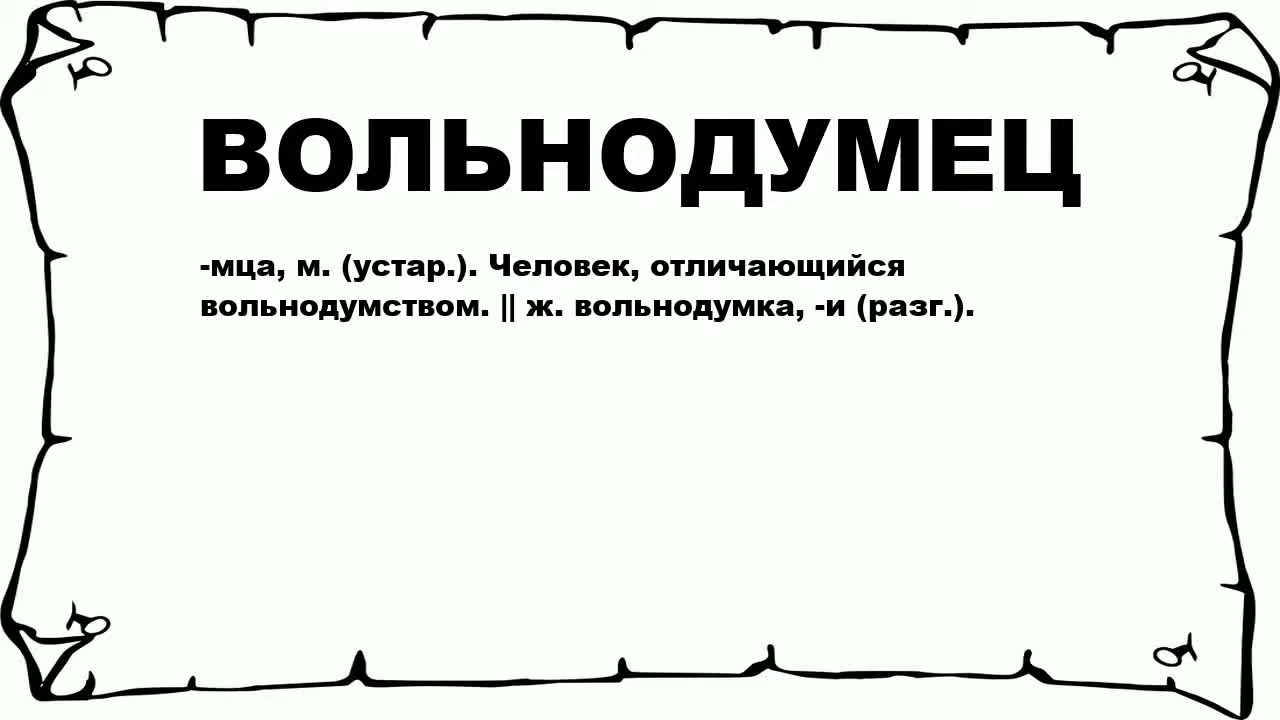 ВОЛЬНОДУМЕЦ
-мца, м. (устар.). Человек, отличающийся
вольнодумством. || ж. вольнодумка, -и (разг.).